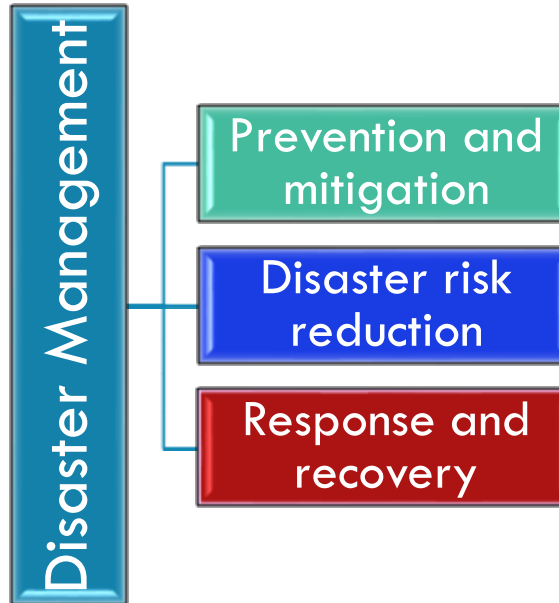 Disaster Management
Prevention and
mitigation
Disaster risk
reduction
Response and
recovery